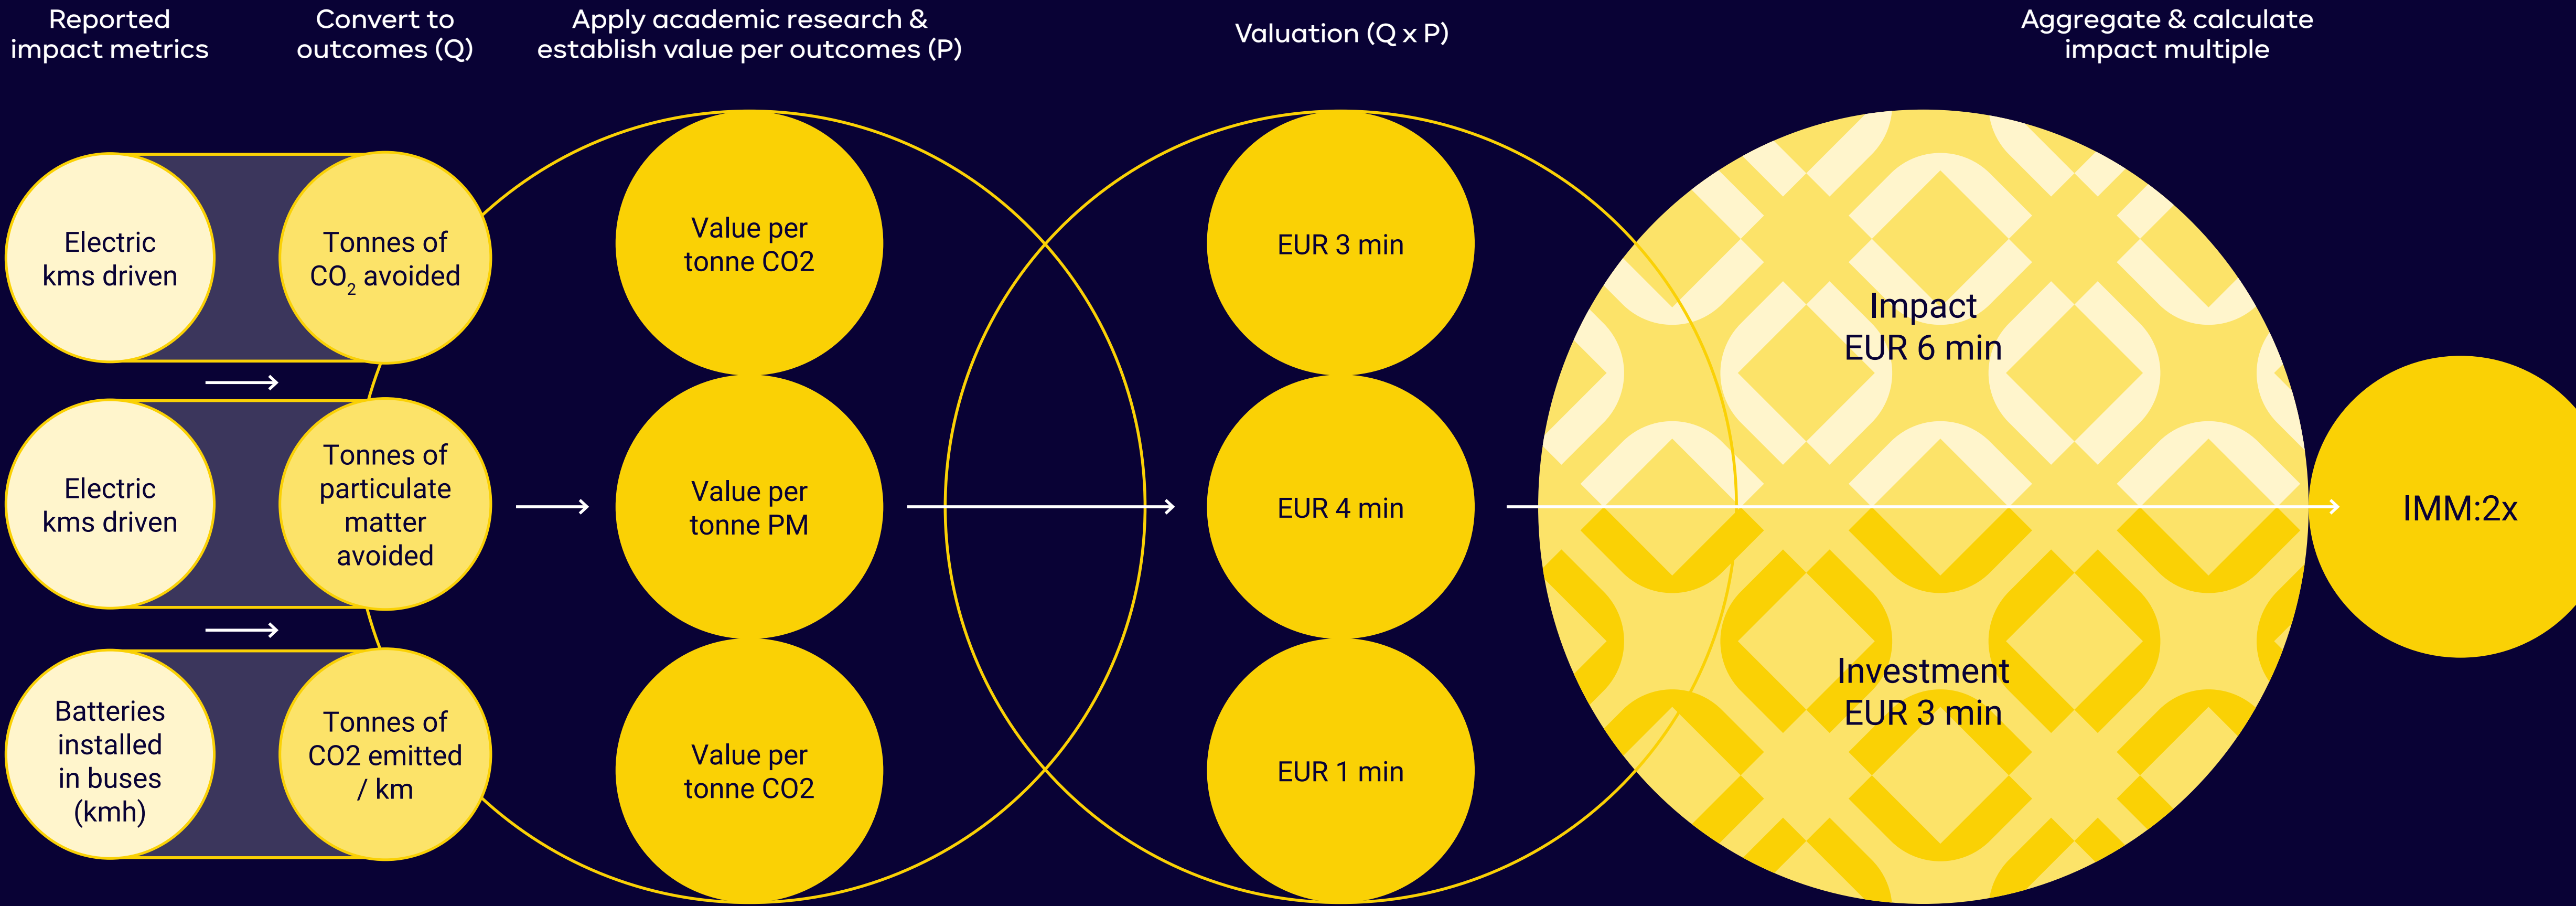 Reported
impact metrics
Convert to
outcomes (Q)
Apply academic research &
establish value per outcomes (P)
Valuation (Q x P)
Aggregate & calculate
impact multiple
Electric
kms driven
Tonnes of
CO₂ avoided
Value per
tonne CO2
EUR 3 min
Electric
kms driven
Tonnes of
particulate
matter
avoided
Value per
tonne PM
EUR 4 min
Batteries
installed
in buses
(kmh)
Tonnes of
CO2 emitted
/ km
Value per
tonne CO2
EUR 1 min
Impact
EUR 6 min
Investment
EUR 3 min
IMM:2x